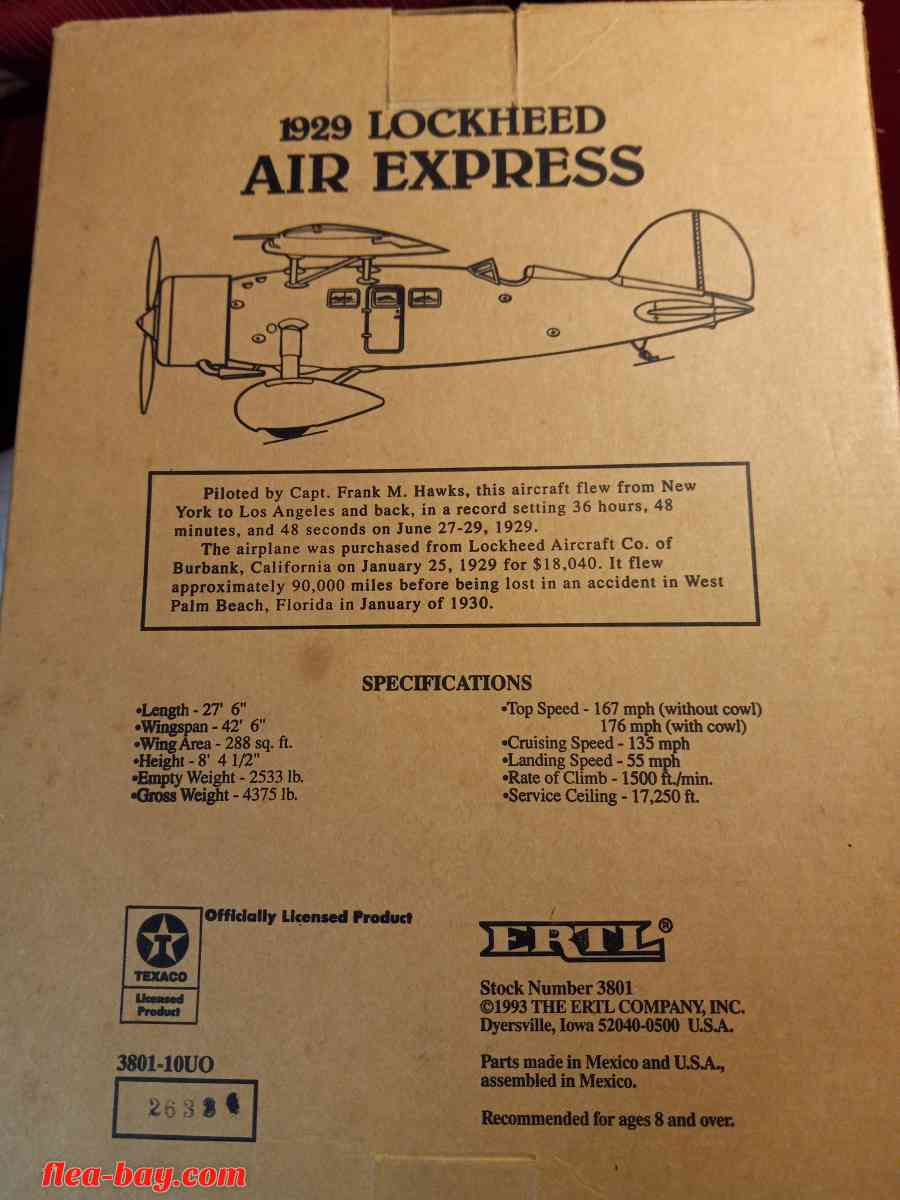 1929 LOCKHEED
AIR EXPRESS
Piloted by Capt. Frank M. Hawks, this aircraft flew from New
York to Los Angeles and back, in a record setting 36 hours, 48
minutes, and 48 seconds on June 27-29, 1929.
The airplane was purchased from Lockheed Aircraft Co. of
Burbank, California on January 25, 1929 for $18,040. It flew
approximately 90,000 miles before being lost in an accident in West
Palm Beach, Florida in January of 1930.
SPECIFICATIONS
•Length - 27' 6"
•Wingspan - 42' 6"
•Wing Area - 288 sq. ft.
•Height - 8' 4 1/2"
•Empty Weight - 2533 lb.
•Gross Weight - 4375 lb.
•Top Speed - 167 mph (without cowl)
176 mph (with cowl)
•Cruising Speed - 135 mph
•Landing Speed - 55 mph
•Rate of Climb - 1500 ft./min.
•Service Ceiling - 17,250 ft.
T
TEXACO
Licensed
Product
Officially Licensed Product
3801-10UO
ERTL®
Stock Number 3801
©1993 THE ERTL COMPANY, INC.
Dyersville, Iowa 52040-0500 U.S.A.
Parts made in Mexico and U.S.A.,
assembled in Mexico.
Recommended for ages 8 and over.
flea-bay.com